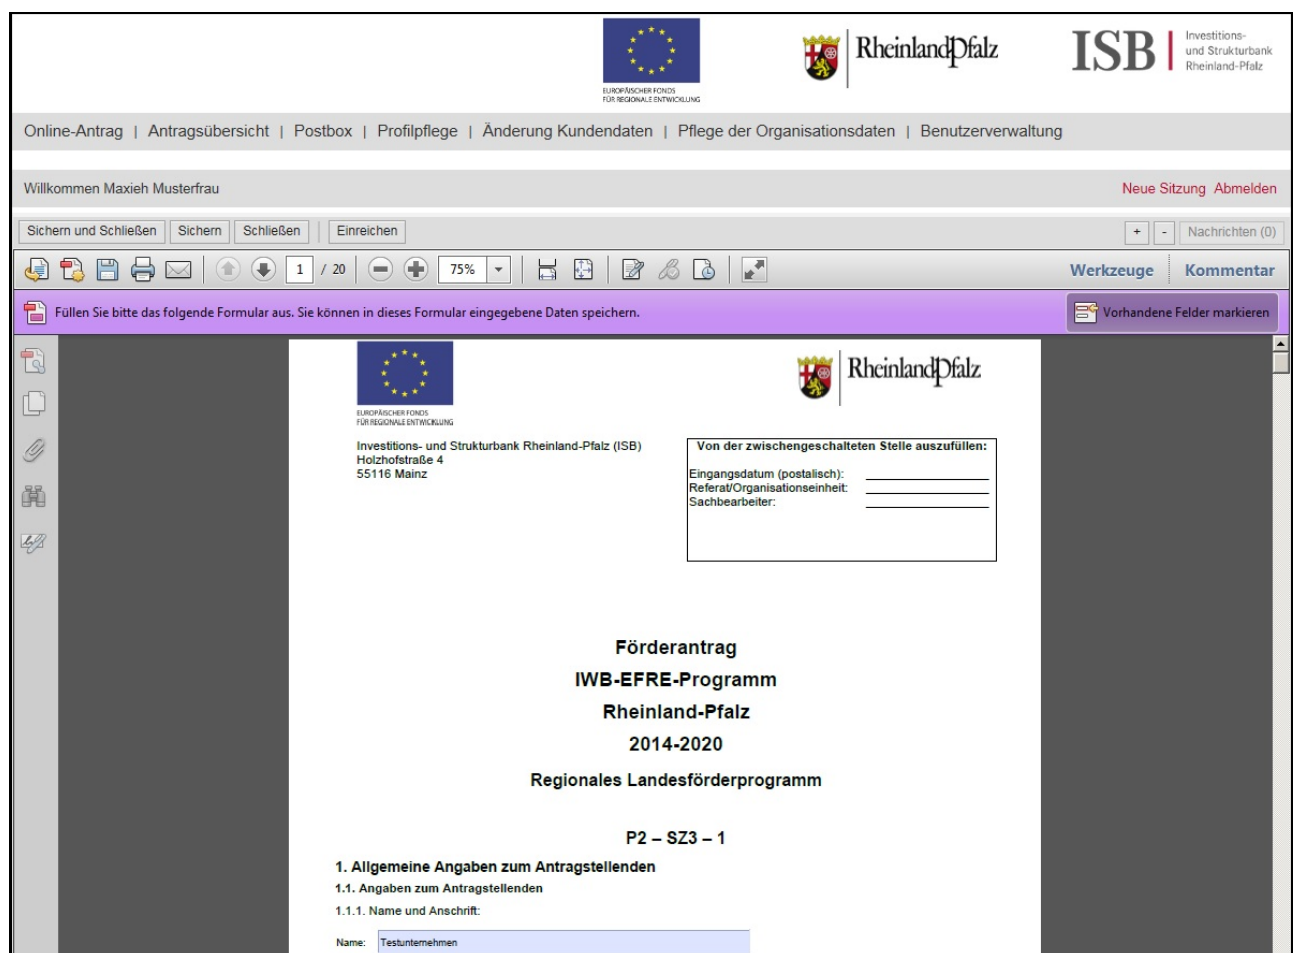 EUROPÄISCHER FONDS
FÜR REGIONALE ENTWICKLUNG
RheinlandPfalz
ISB
Investitions-
und Strukturbank
Rheinland-Pfalz
Online-Antrag | Antragsübersicht | Postbox | Profilpflege | Änderung Kundendaten | Pflege der Organisationsdaten | Benutzerverwaltung
Willkommen Maxieh Musterfrau
Neue Sitzung Abmelden
Sichern und Schließen Sichern Schließen Einreichen + - Nachrichten (0)
1 / 20 75% Werkzeuge Kommentar
Füllen Sie bitte das folgende Formular aus. Sie können in dieses Formular eingegebene Daten speichern.
Vorhandene Felder markieren
EUROPÄISCHER FONDS
FÜR REGIONALE ENTWICKLUNG
RheinlandPfalz
Investitions- und Strukturbank Rheinland-Pfalz (ISB)
Holzhofstraße 4
55116 Mainz
Von der zwischengeschalteten Stelle auszufüllen:
Eingangsdatum (postalisch):
Referat/Organisationseinheit:
Sachbearbeiter:
Förderantrag
IWB-EFRE-Programm
Rheinland-Pfalz
2014-2020
Regionales Landesförderprogramm
P2 – SZ3 – 1
1. Allgemeine Angaben zum Antragstellenden
1.1. Angaben zum Antragstellenden
1.1.1. Name und Anschrift:
Name: Testunternehmen